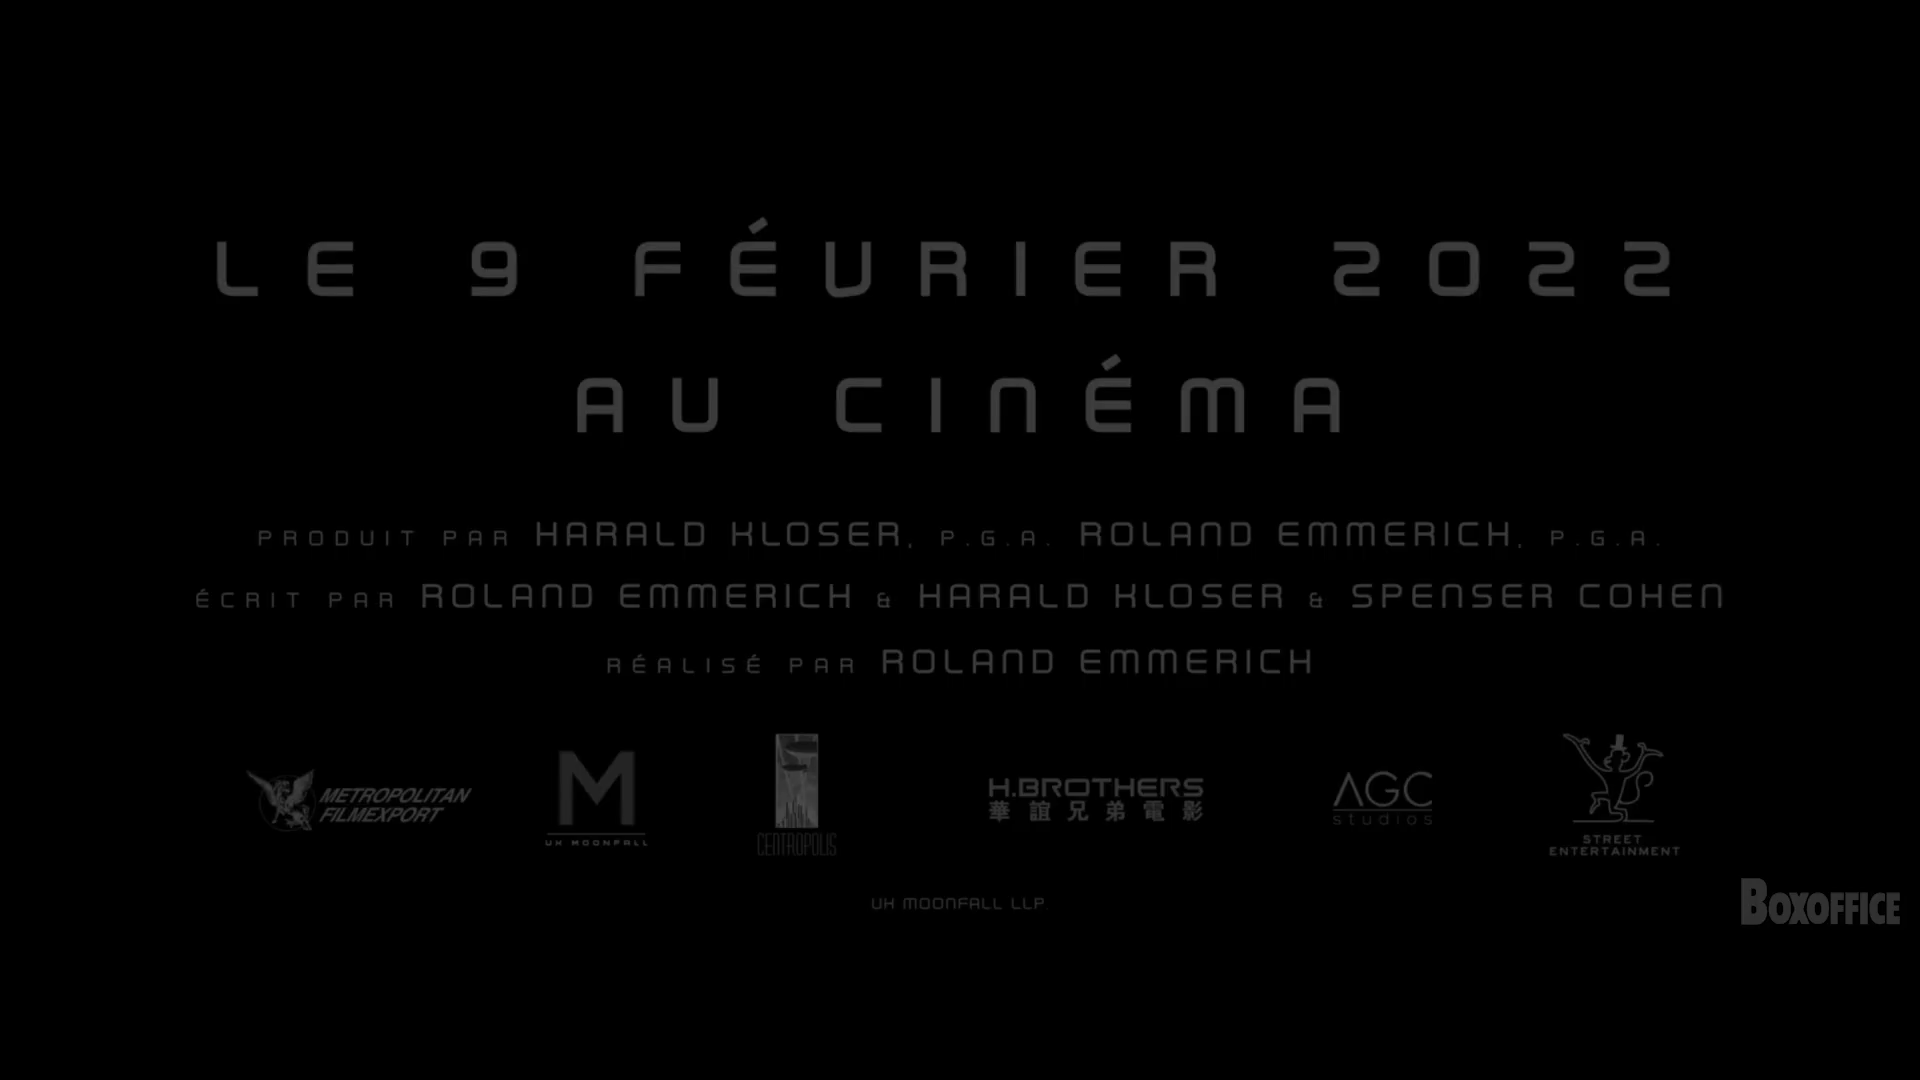 LE 9 FÉVRIER 2022
AU CINÉMA
PRODUIT PAR HARALD KLOSER, P.G.A. ROLAND EMMERICH, P.G.A.
ÉCRIT PAR ROLAND EMMERICH & HARALD KLOSER & SPENSER COHEN
RÉALISÉ PAR ROLAND EMMERICH
METROPOLITAN
FILMEXPORT
M
UK MOONFALL
CENTROPOLIS
H.BROTHERS
華誼兄弟電影
AGC
studios
STREET
ENTERTAINMENT
UK MOONFALL LLP.
BOXOFFICE